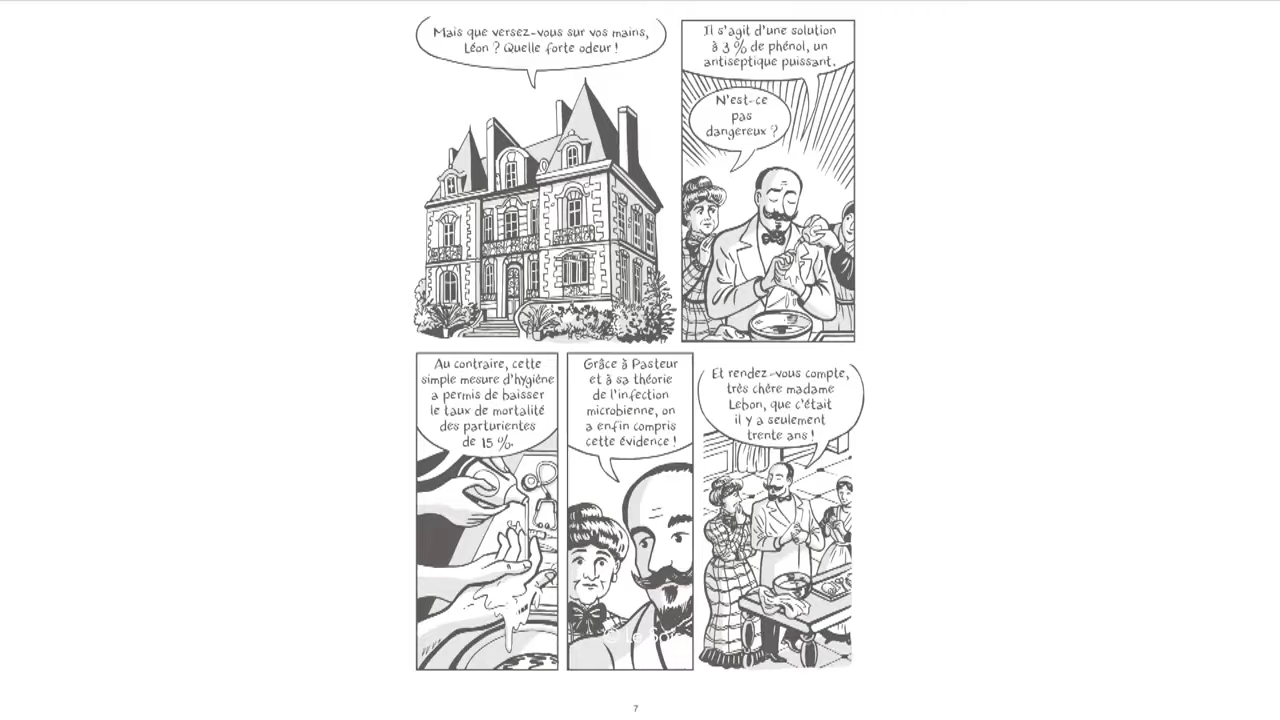 Mais que versez-vous sur vos mains,
Léon ? Quelle forte odeur !
Il s'agit d'une solution
à 3 % de phénol, un
antiseptique puissant.
N'est-ce
pas
dangereux ?
Au contraire, cette
simple mesure d'hygiène
a permis de baisser
le taux de mortalité
des parturientes
de 15 %.
Grâce à Pasteur
et à sa théorie
de l'infection
microbienne, on
a enfin compris
cette évidence !
Et rendez-vous compte,
très chère madame
Lebon, que c'était
il y a seulement
trente ans !
© Le Soir
7